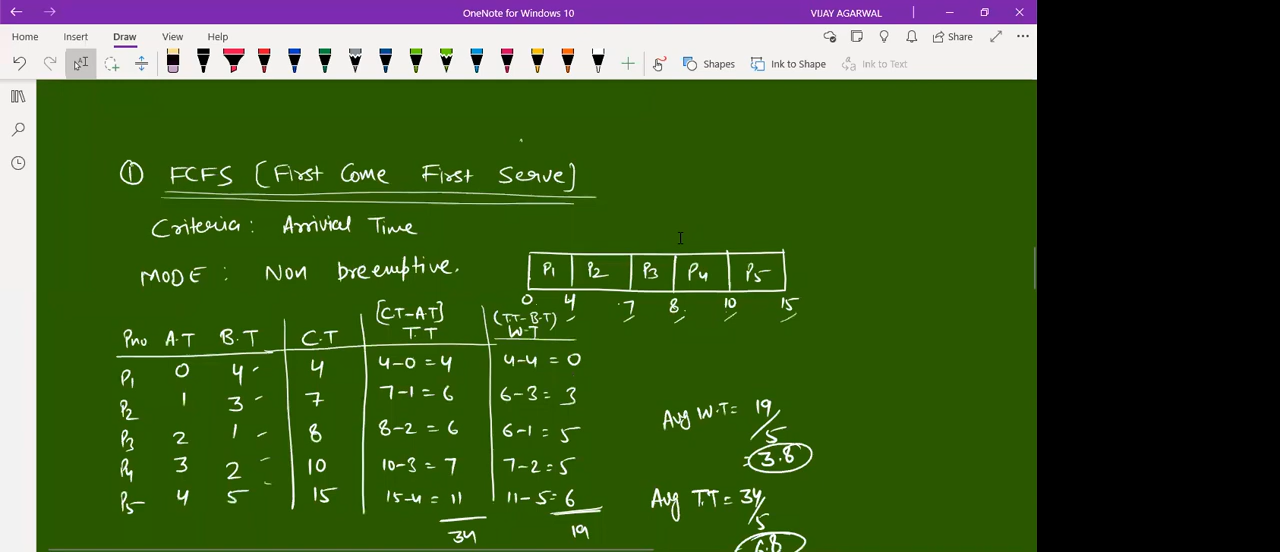 OneNote for Windows 10
VIJAY AGARWAL
Home Insert Draw View Help
Share
Shapes Ink to Shape Ink to Text
① FCFS [First Come First Serve]
Criteria: Arrivial Time
MODE: Non preemptive.
P1 P2 P3 P4 P5
0 4 7 8 10 15
[CT-A.T] (T.T-B.T)
Pno A.T B.T C.T T.T W.T
P1 0 4 4 4-0=4 4-4=0
P2 1 3 7 7-1=6 6-3=3
P3 2 1 8 8-2=6 6-1=5
P4 3 2 10 10-3=7 7-2=5
P5 4 5 15 15-4=11 11-5=6
34 19
Avg W.T= 19/5
=3.8
Avg T.T=34/5
6.8